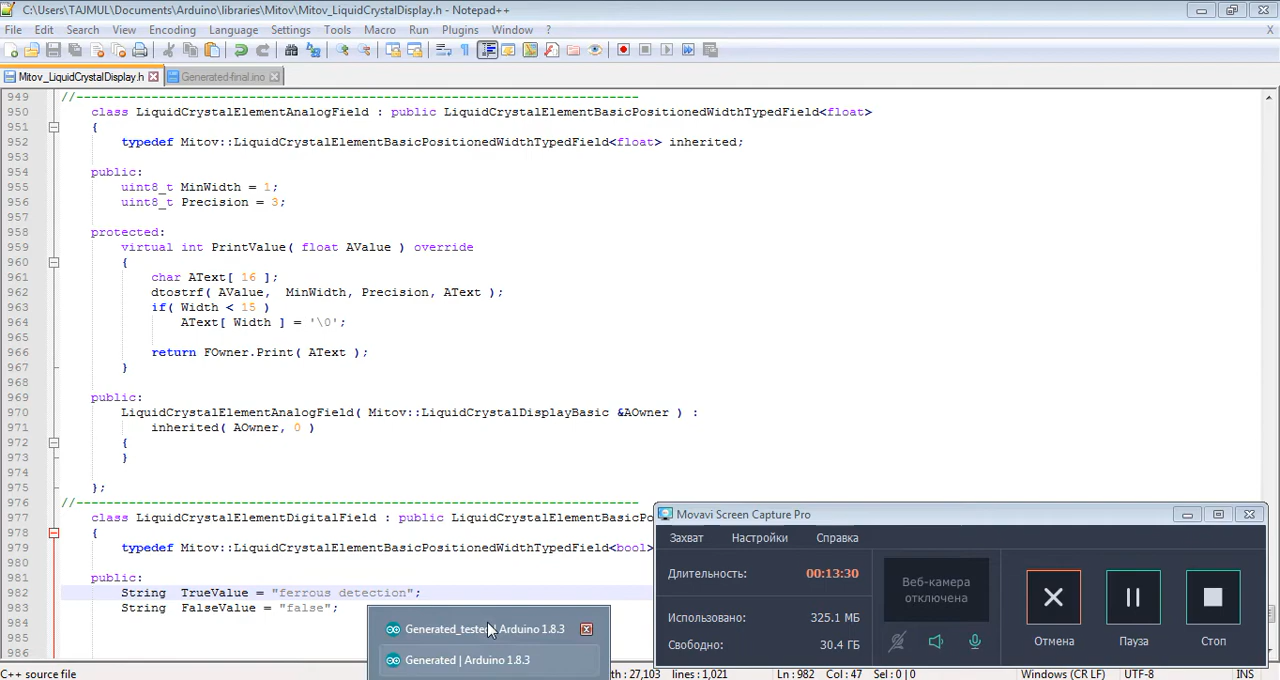 C:\Users\TAJMUL\Documents\Arduino\libraries\Mitov\Mitov_LiquidCrystalDisplay.h - Notepad++
File Edit Search View Encoding Language Settings Tools Macro Run Plugins Window ? X
Mitov_LiquidCrystalDisplay.h Generated-final.ino
949 //--------------------------------------------------------------------------
950 class LiquidCrystalElementAnalogField : public LiquidCrystalElementBasicPositionedWidthTypedField<float>
951 {
952 typedef Mitov::LiquidCrystalElementBasicPositionedWidthTypedField<float> inherited;
953
954 public:
955 uint8_t MinWidth = 1;
956 uint8_t Precision = 3;
957
958 protected:
959 virtual int PrintValue( float AValue ) override
960 {
961 char AText[ 16 ];
962 dtostrf( AValue,  MinWidth, Precision, AText );
963 if( Width < 15 )
964 AText[ Width ] = '\0';
965
966 return FOwner.Print( AText );
967 }
968
969 public:
970 LiquidCrystalElementAnalogField( Mitov::LiquidCrystalDisplayBasic &AOwner ) :
971 inherited( AOwner, 0 )
972 {
973 }
974
975 };
976 //--------------------------------------------------------------------------
977 class LiquidCrystalElementDigitalField : public LiquidCrystalElementBasicPo
978 {
979 typedef Mitov::LiquidCrystalElementBasicPositionedWidthTypedField<bool>
980
981 public:
982 String  TrueValue = "ferrous detection";
983 String  FalseValue = "false";
984
985
986
Movavi Screen Capture Pro
Захват Настройки Справка
Длительность: 00:13:30
Использовано: 325.1 МБ
Свободно: 30.4 ГБ
Веб-камера
отключена
Отмена Пауза Стоп
Generated_teste Arduino 1.8.3
Generated | Arduino 1.8.3
C++ source file th : 27,103 lines : 1,021 Ln : 982 Col : 47 Sel : 0 | 0 Windows (CR LF) INS